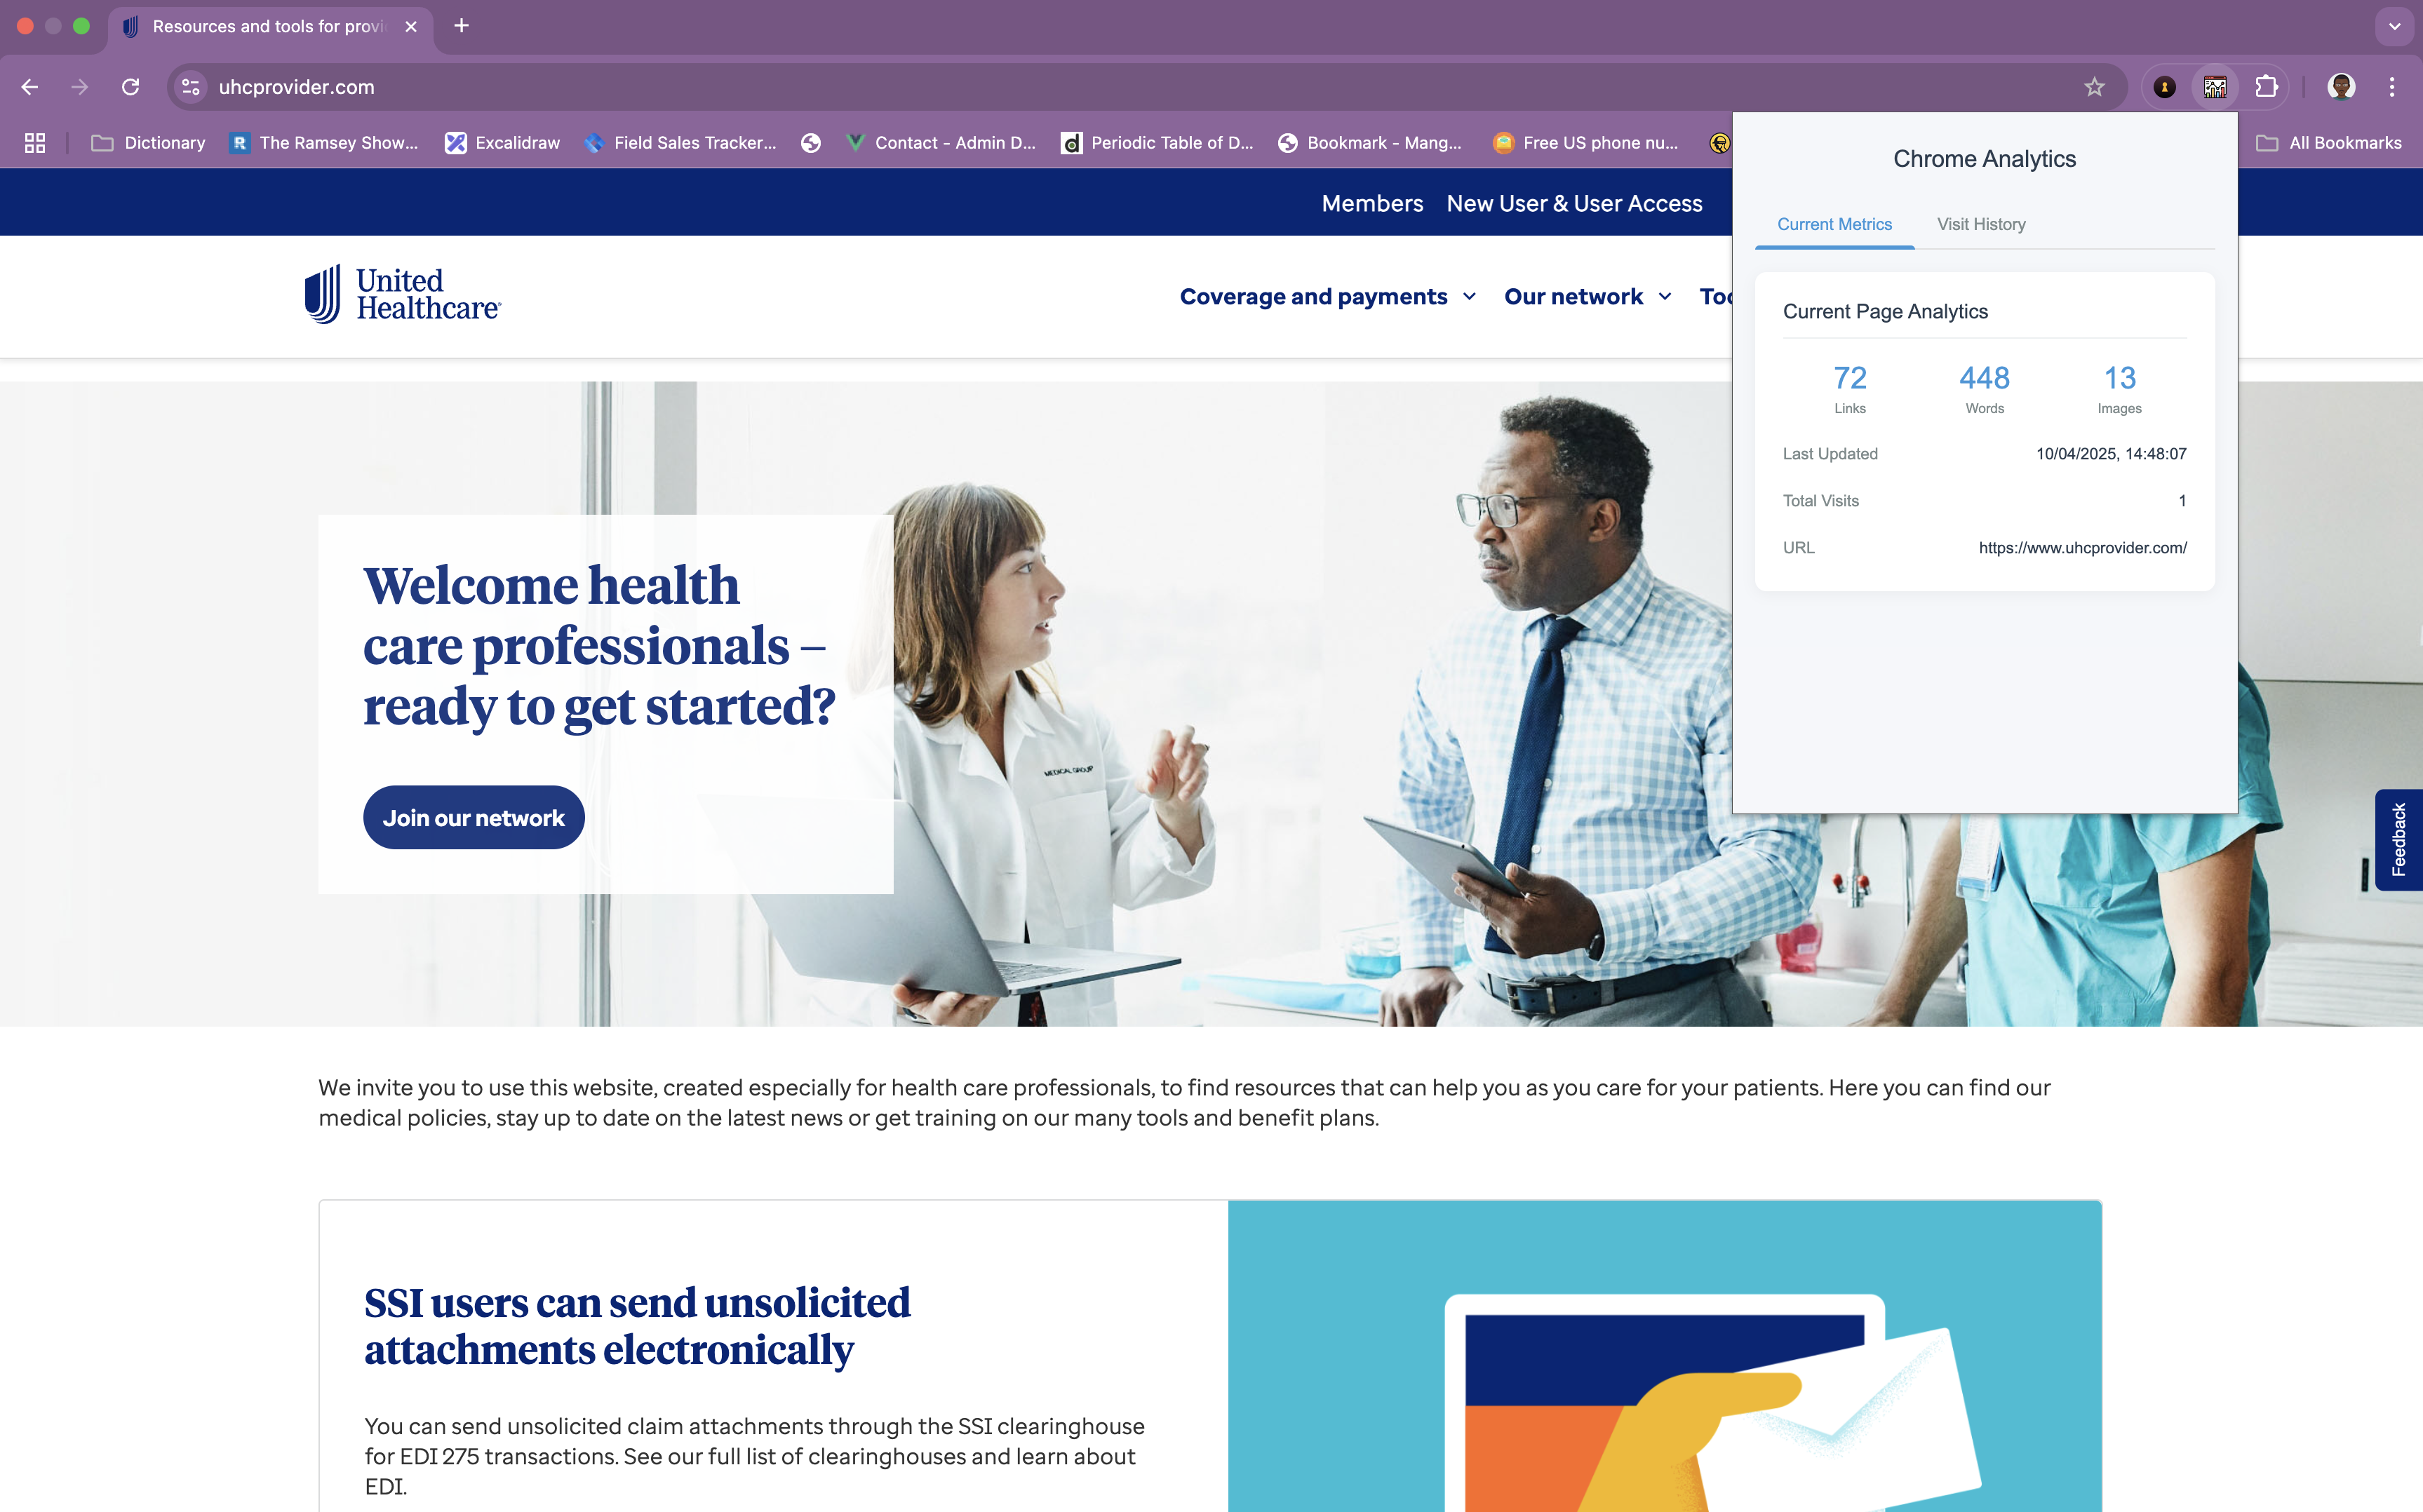 Resources and tools for provi
uhcprovider.com
Dictionary
The Ramsey Show...
Excalidraw
Field Sales Tracker...
Contact - Admin D...
Periodic Table of D...
Bookmark - Mang...
Free US phone nu...
All Bookmarks
Members
New User & User Access
United
Healthcare
Coverage and payments
Our network
Chrome Analytics
Current Metrics
Visit History
Current Page Analytics
72
448
13
Links
Words
Images
Last Updated
10/04/2025, 14:48:07
Total Visits
1
URL
https://www.uhcprovider.com/
Welcome health
care professionals –
ready to get started?
Join our network
MEDICAL GROUP
Feedback
We invite you to use this website, created especially for health care professionals, to find resources that can help you as you care for your patients. Here you can find our
medical policies, stay up to date on the latest news or get training on our many tools and benefit plans.
SSI users can send unsolicited
attachments electronically
You can send unsolicited claim attachments through the SSI clearinghouse
for EDI 275 transactions. See our full list of clearinghouses and learn about
EDI.